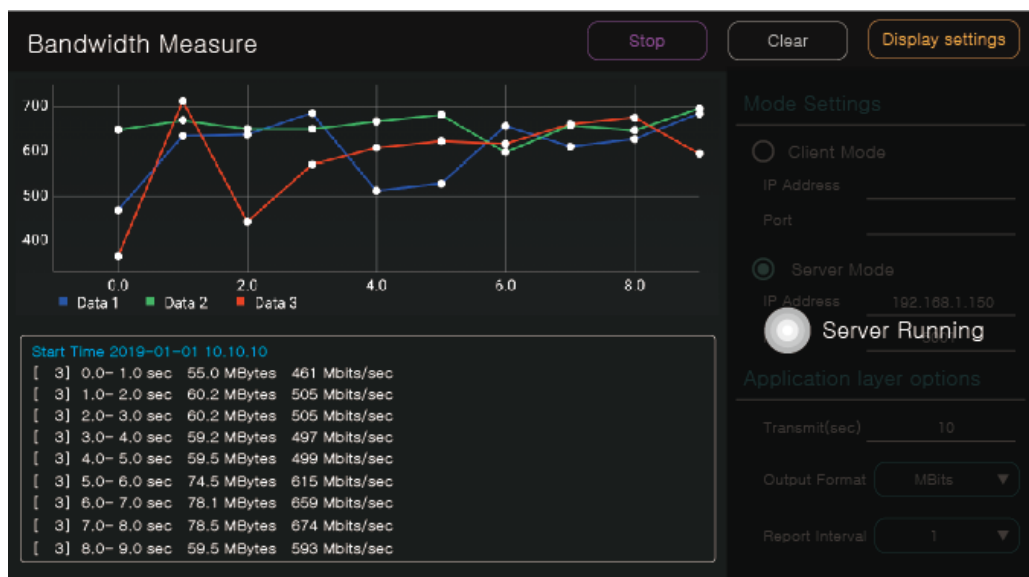 Bandwidth Measure
Stop
Clear
Display settings
700
600
500
400
0.0 2.0 4.0 6.0 8.0
Data 1 Data 2 Data 3
Start Time 2019-01-01 10.10.10
[ 3] 0.0- 1.0 sec 55.0 MBytes 461 Mbits/sec
[ 3] 1.0- 2.0 sec 60.2 MBytes 505 Mbits/sec
[ 3] 2.0- 3.0 sec 60.2 MBytes 505 Mbits/sec
[ 3] 3.0- 4.0 sec 59.2 MBytes 497 Mbits/sec
[ 3] 4.0- 5.0 sec 59.5 MBytes 499 Mbits/sec
[ 3] 5.0- 6.0 sec 74.5 MBytes 615 Mbits/sec
[ 3] 6.0- 7.0 sec 78.1 MBytes 659 Mbits/sec
[ 3] 7.0- 8.0 sec 78.5 MBytes 674 Mbits/sec
[ 3] 8.0- 9.0 sec 59.5 MBytes 593 Mbits/sec
Mode Settings
Client Mode
IP Address
Port
Server Mode
IP Address 192.168.1.150
Server Running
Application layer options
Transmit(sec) 10
Output Format MBits
Report Interval 1